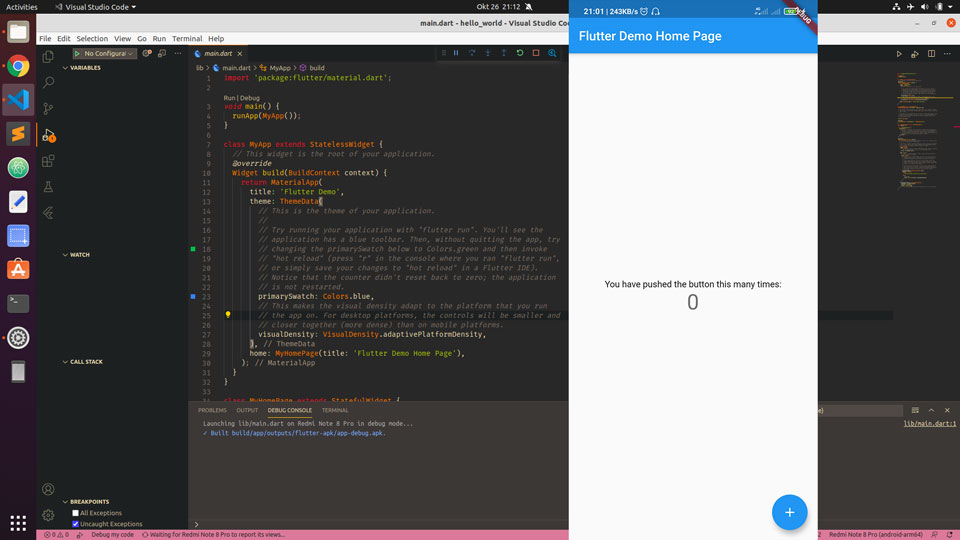 Activities
Visual Studio Code
Okt 26 21:12
main.dart - hello_world - Visual Studio Co
File Edit Selection View Go Run Terminal Help
No Configura
main.dart
VARIABLES
WATCH
CALL STACK
BREAKPOINTS
All Exceptions
Uncaught Exceptions
lib > main.dart > MyApp > build
1 import 'package:flutter/material.dart';
2
Run | Debug
3 void main() {
4 runApp(MyApp());
5 }
6
7 class MyApp extends StatelessWidget {
8 // This widget is the root of your application.
9 @override
10 Widget build(BuildContext context) {
11 return MaterialApp(
12 title: 'Flutter Demo',
13 theme: ThemeData(
14 // This is the theme of your application.
15 //
16 // Try running your application with "flutter run". You'll see the
17 // application has a blue toolbar. Then, without quitting the app, try
18 // changing the primarySwatch below to Colors.green and then invoke
19 // "hot reload" (press "r" in the console where you ran "flutter run",
20 // or simply save your changes to "hot reload" in a Flutter IDE).
21 // Notice that the counter didn't reset back to zero; the application
22 // is not restarted.
23 primarySwatch: Colors.blue,
24 // This makes the visual density adapt to the platform that you run
25 // the app on. For desktop platforms, the controls will be smaller and
26 // closer together (more dense) than on mobile platforms.
27 visualDensity: VisualDensity.adaptivePlatformDensity,
28 ), // ThemeData
29 home: MyHomePage(title: 'Flutter Demo Home Page'),
30 ); // MaterialApp
31 }
32 }
33
class MyHomePage extends StatefulWidget {
PROBLEMS OUTPUT DEBUG CONSOLE TERMINAL
Launching lib/main.dart on Redmi Note 8 Pro in debug mode...
lib/main.dart:1
✓ Built build/app/outputs/flutter-apk/app-debug.apk.
0 0
Debug my code
Waiting for Redmi Note 8 Pro to report its views...
Redmi Note 8 Pro (android-arm64)
21:01 | 243KB/s
92
DEBUG
Flutter Demo Home Page
You have pushed the button this many times:
0
+